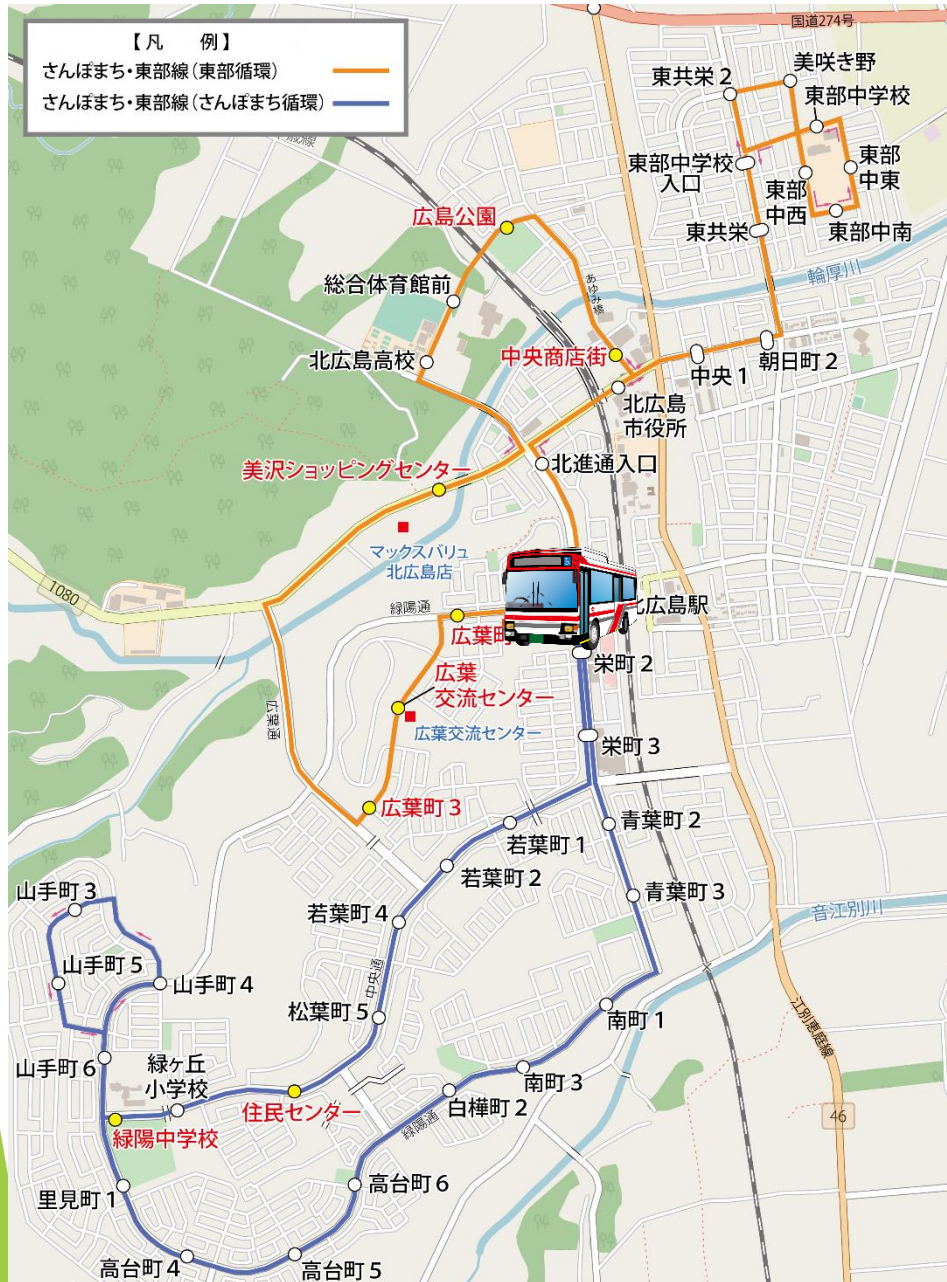 【凡　例】
さんぽまち・東部線（東部循環）
さんぽまち・東部線（さんぽまち循環）
国道274号
美咲き野
東共栄２
東部中学校
東部中学校
入口
東部
中東
東部
中西
東部中南
東共栄
広島公園
輪厚川
総合体育館前
あゆみ橋
中央商店街
北広島高校
朝日町２
中央１
北広島
市役所
北進通入口
美沢ショッピングセンター
マックスバリュ
北広島店
1080
緑陽通
広葉町
北広島駅
栄町２
広葉
交流センター
広葉交流センター
広葉通
栄町３
広葉町３
青葉町２
若葉町１
若葉町２
青葉町３
山手町３
若葉町４
音江別川
山手町５
山手町４
中央通
松葉町５
南町１
江別恵庭線
山手町６
緑ヶ丘
小学校
南町３
住民センター
白樺町２
46
緑陽中学校
緑陽通
里見町１
高台町６
高台町４
高台町５